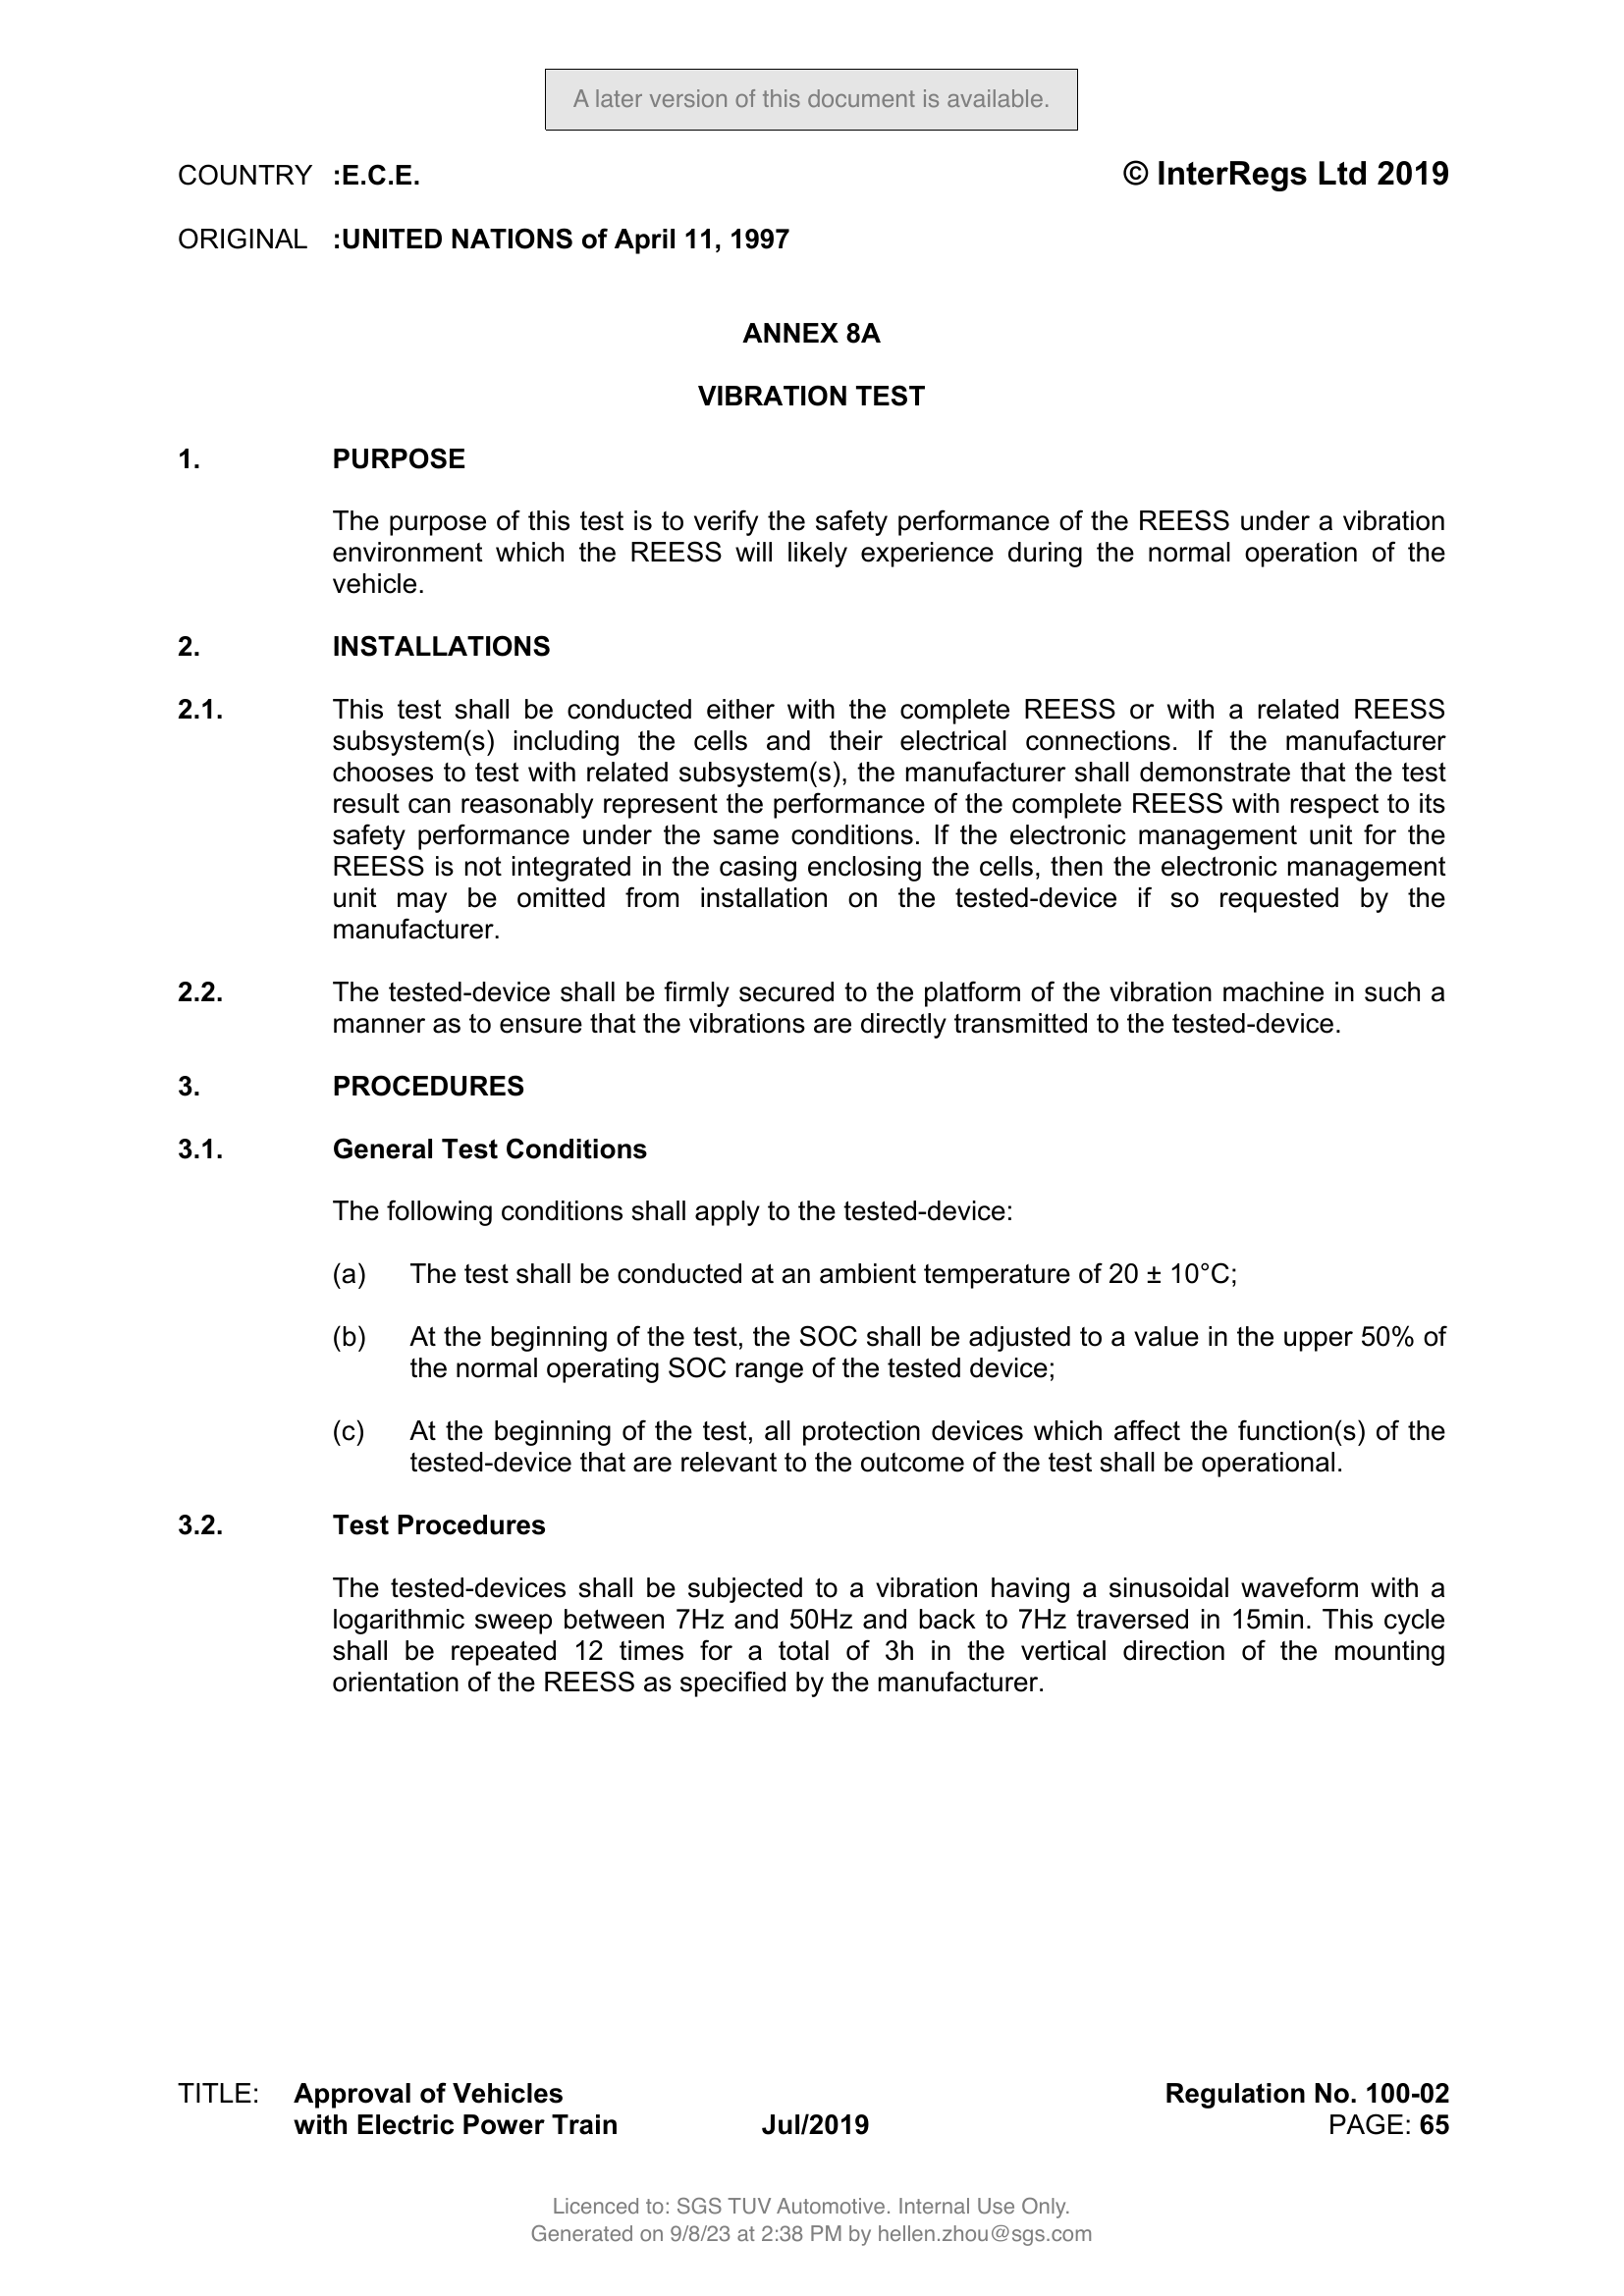 A later version of this document is available.
COUNTRY :E.C.E. © InterRegs Ltd 2019
ORIGINAL :UNITED NATIONS of April 11, 1997
ANNEX 8A
VIBRATION TEST
1. PURPOSE
The purpose of this test is to verify the safety performance of the REESS under a vibration
environment which the REESS will likely experience during the normal operation of the
vehicle.
2. INSTALLATIONS
2.1. This test shall be conducted either with the complete REESS or with a related REESS
subsystem(s) including the cells and their electrical connections. If the manufacturer
chooses to test with related subsystem(s), the manufacturer shall demonstrate that the test
result can reasonably represent the performance of the complete REESS with respect to its
safety performance under the same conditions. If the electronic management unit for the
REESS is not integrated in the casing enclosing the cells, then the electronic management
unit may be omitted from installation on the tested-device if so requested by the
manufacturer.
2.2. The tested-device shall be firmly secured to the platform of the vibration machine in such a
manner as to ensure that the vibrations are directly transmitted to the tested-device.
3. PROCEDURES
3.1. General Test Conditions
The following conditions shall apply to the tested-device:
(a) The test shall be conducted at an ambient temperature of 20 ± 10°C;
(b) At the beginning of the test, the SOC shall be adjusted to a value in the upper 50% of
the normal operating SOC range of the tested device;
(c) At the beginning of the test, all protection devices which affect the function(s) of the
tested-device that are relevant to the outcome of the test shall be operational.
3.2. Test Procedures
The tested-devices shall be subjected to a vibration having a sinusoidal waveform with a
logarithmic sweep between 7Hz and 50Hz and back to 7Hz traversed in 15min. This cycle
shall be repeated 12 times for a total of 3h in the vertical direction of the mounting
orientation of the REESS as specified by the manufacturer.
TITLE: Approval of Vehicles Regulation No. 100-02
with Electric Power Train Jul/2019 PAGE: 65
Licenced to: SGS TUV Automotive. Internal Use Only.
Generated on 9/8/23 at 2:38 PM by hellen.zhou@sgs.com